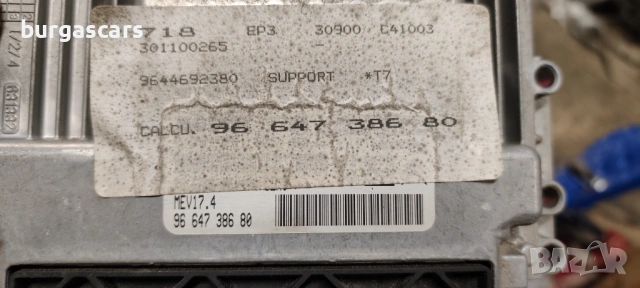 burgascars
718 EP3 30900 C41003
301100265 -
9644692380 SUPPORT *T7
CALCU. 96 647 386 80
MEV17.4
96 647 386 80
BAZAR